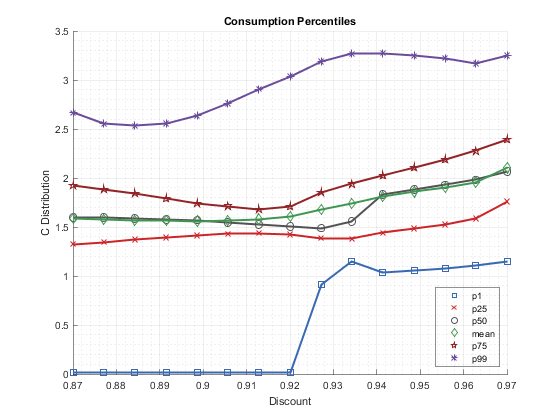 Consumption Percentiles
3.5
3
2.5
2
1.5
1
0.5
0
C Distribution
0.87 0.88 0.89 0.9 0.91 0.92 0.93 0.94 0.95 0.96 0.97
Discount
p1
p25
p50
mean
p75
p99